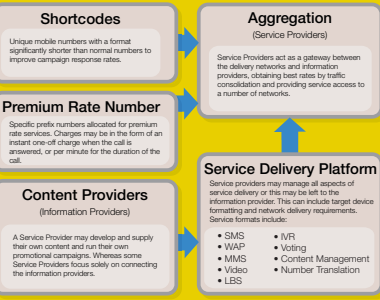 Shortcodes
Unique mobile numbers with a format
significantly shorter than normal numbers to
improve campaign response rates.
Premium Rate Number
Specific prefix numbers allocated for premium
rate services. Charges may be in the form of an
instant one-off charge when the call is
answered, or per minute for the duration of the
call.
Content Providers
(Information Providers)
A Service Provider may develop and supply
their own content and run their own
promotional campaigns. Whereas some
Service Providers focus solely on connecting
the information providers.
Aggregation
(Service Providers)
Service Providers act as a gateway between
the delivery networks and information
providers, obtaining best rates by traffic
consolidation and providing service access to
a number of networks.
Service Delivery Platform
Service providers may manage all aspects of
service delivery or this may be left to the
information provider. This can include target device
formatting and network delivery requirements.
Service formats include:
• SMS
• WAP
• MMS
• Video
• LBS
• IVR
• Voting
• Content Management
• Number Translation